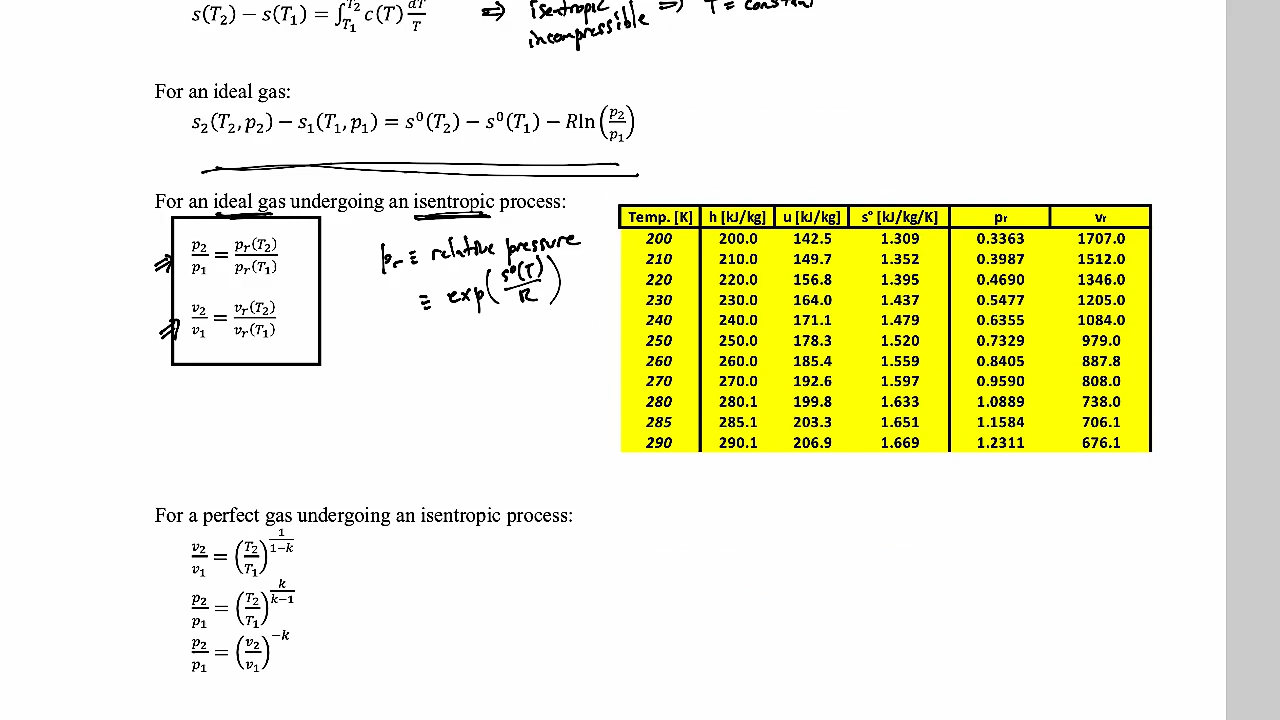 s(T₂) − s(T₁) = ∫_{T₁}^{T₂} c(T) dT/T ⇒ isentropic incompressible ⇒ T = constant
For an ideal gas:
s₂(T₂, p₂) − s₁(T₁, p₁) = s⁰(T₂) − s⁰(T₁) − Rln(p₂/p₁)
For an ideal gas undergoing an isentropic process:
⇒ p₂/p₁ = pᵣ(T₂)/pᵣ(T₁)
⇒ v₂/v₁ = vᵣ(T₂)/vᵣ(T₁)
pᵣ ≡ relative pressure
≡ exp(s⁰(T)/R)
Temp. [K] h [kJ/kg] u [kJ/kg] s° [kJ/kg/K] pr vr
200 200.0 142.5 1.309 0.3363 1707.0
210 210.0 149.7 1.352 0.3987 1512.0
220 220.0 156.8 1.395 0.4690 1346.0
230 230.0 164.0 1.437 0.5477 1205.0
240 240.0 171.1 1.479 0.6355 1084.0
250 250.0 178.3 1.520 0.7329 979.0
260 260.0 185.4 1.559 0.8405 887.8
270 270.0 192.6 1.597 0.9590 808.0
280 280.1 199.8 1.633 1.0889 738.0
285 285.1 203.3 1.651 1.1584 706.1
290 290.1 206.9 1.669 1.2311 676.1
For a perfect gas undergoing an isentropic process:
v₂/v₁ = (T₂/T₁)^(1/(1−k))
p₂/p₁ = (T₂/T₁)^(k/(k−1))
p₂/p₁ = (v₂/v₁)^(−k)